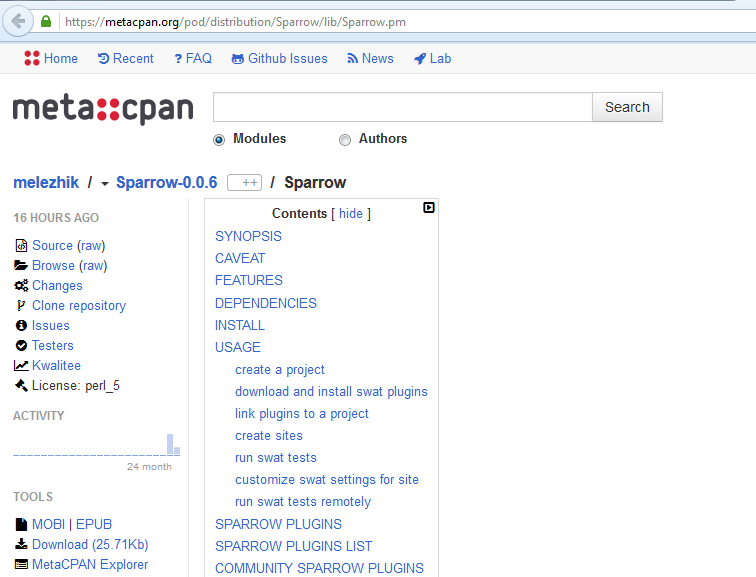 https://metacpan.org/pod/distribution/Sparrow/lib/Sparrow.pm
Home Recent ? FAQ Github Issues News Lab
meta::cpan
Search
Modules Authors
melezhik / Sparrow-0.0.6 ++ / Sparrow
16 HOURS AGO
Source (raw)
Browse (raw)
Changes
Clone repository
Issues
Testers
Kwalitee
License: perl_5
ACTIVITY
24 month
TOOLS
MOBI | EPUB
Download (25.71Kb)
MetaCPAN Explorer
Contents [ hide ]
SYNOPSIS
CAVEAT
FEATURES
DEPENDENCIES
INSTALL
USAGE
create a project
download and install swat plugins
link plugins to a project
create sites
run swat tests
customize swat settings for site
run swat tests remotely
SPARROW PLUGINS
SPARROW PLUGINS LIST
COMMUNITY SPARROW PLUGINS